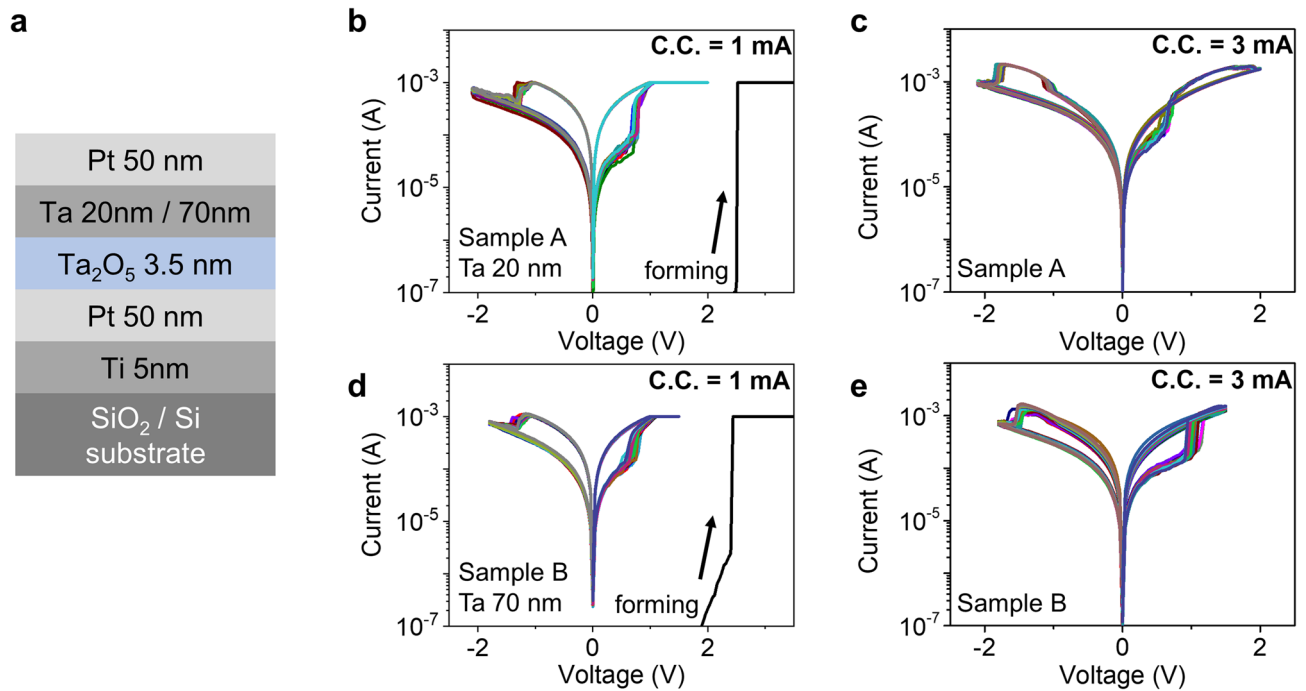 a
Pt 50 nm
Ta 20nm / 70nm
Ta2O5 3.5 nm
Pt 50 nm
Ti 5nm
SiO2 / Si
substrate
b
C.C. = 1 mA
10-3
10-5
10-7
Current (A)
Sample A
Ta 20 nm
forming
-2
0
2
Voltage (V)
c
C.C. = 3 mA
10-3
10-5
10-7
Current (A)
Sample A
-2
-1
0
1
2
Voltage (V)
d
C.C. = 1 mA
10-3
10-5
10-7
Current (A)
Sample B
Ta 70 nm
forming
-2
0
2
Voltage (V)
e
C.C. = 3 mA
10-3
10-5
10-7
Current (A)
Sample B
-2
-1
0
1
2
Voltage (V)